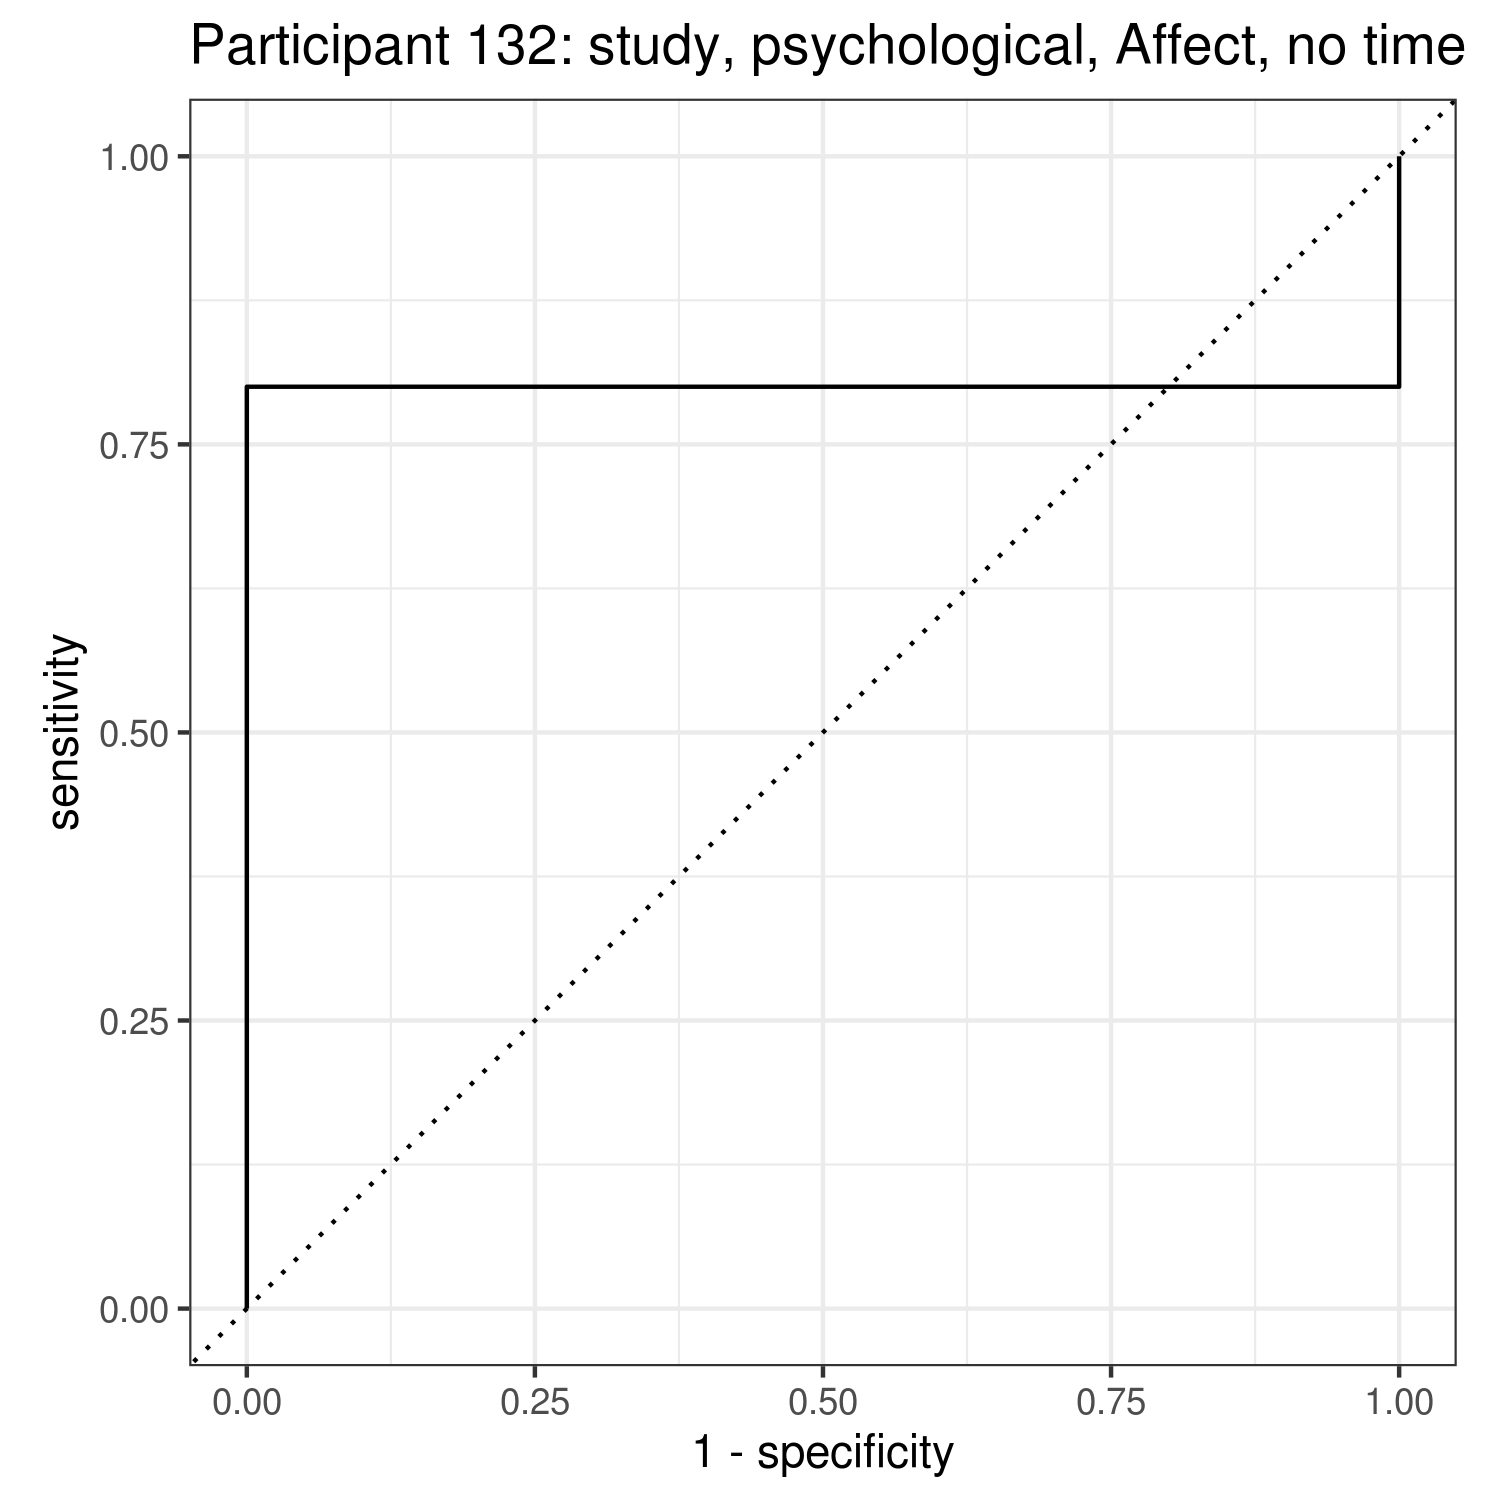 Participant 132: study, psychological, Affect, no time
1.00
0.75
0.50
0.25
0.00
sensitivity
0.00 0.25 0.50 0.75 1.00
1 - specificity